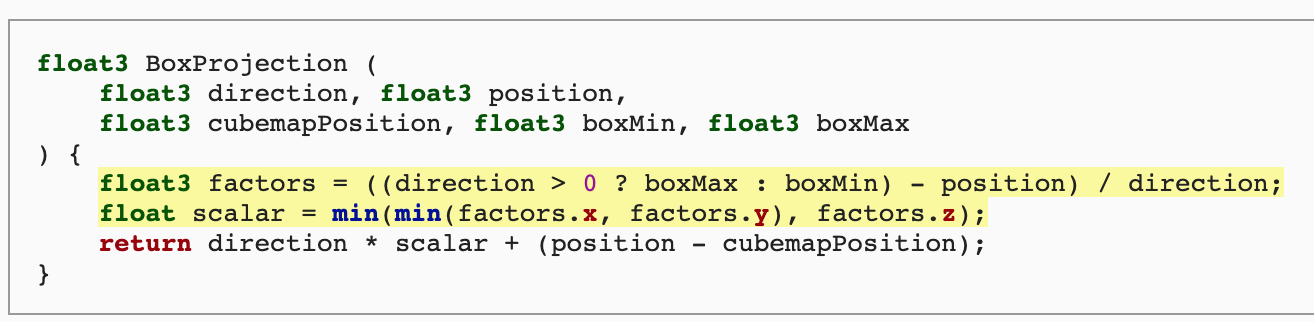 float3 BoxProjection (
    float3 direction, float3 position,
    float3 cubemapPosition, float3 boxMin, float3 boxMax
) {
    float3 factors = ((direction > 0 ? boxMax : boxMin) - position) / direction;
    float scalar = min(min(factors.x, factors.y), factors.z);
    return direction * scalar + (position - cubemapPosition);
}